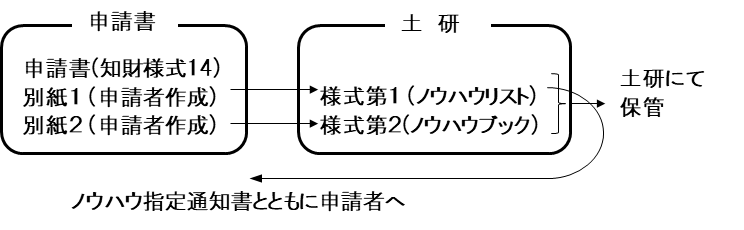 申請書
申請書(知財様式14)
別紙1(申請者作成)
別紙2(申請者作成)
土 研
様式第1(ノウハウリスト)
様式第2(ノウハウブック)
土研にて
保管
ノウハウ指定通知書とともに申請者へ